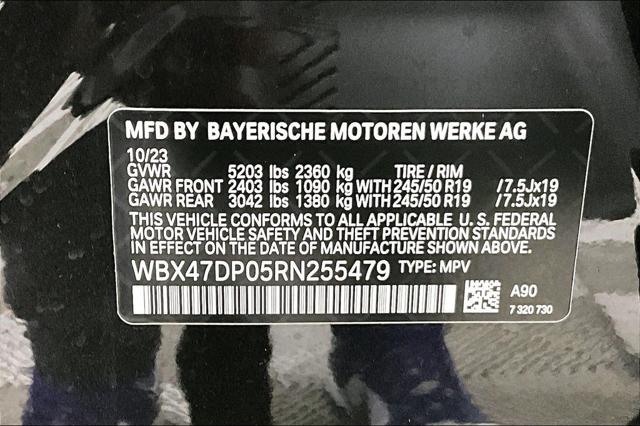 MFD BY BAYERISCHE MOTOREN WERKE AG
10/23
GVWR 5203 lbs 2360 kg TIRE / RIM
GAWR FRONT 2403 lbs 1090 kg WITH 245/50 R19 / 7.5Jx19
GAWR REAR 3042 lbs 1380 kg WITH 245/50 R19 / 7.5Jx19
THIS VEHICLE CONFORMS TO ALL APPLICABLE U. S. FEDERAL
MOTOR VEHICLE SAFETY AND THEFT PREVENTION STANDARDS
IN EFFECT ON THE DATE OF MANUFACTURE SHOWN ABOVE.
WBX47DP05RN255479 TYPE: MPV
A90
7 320 730